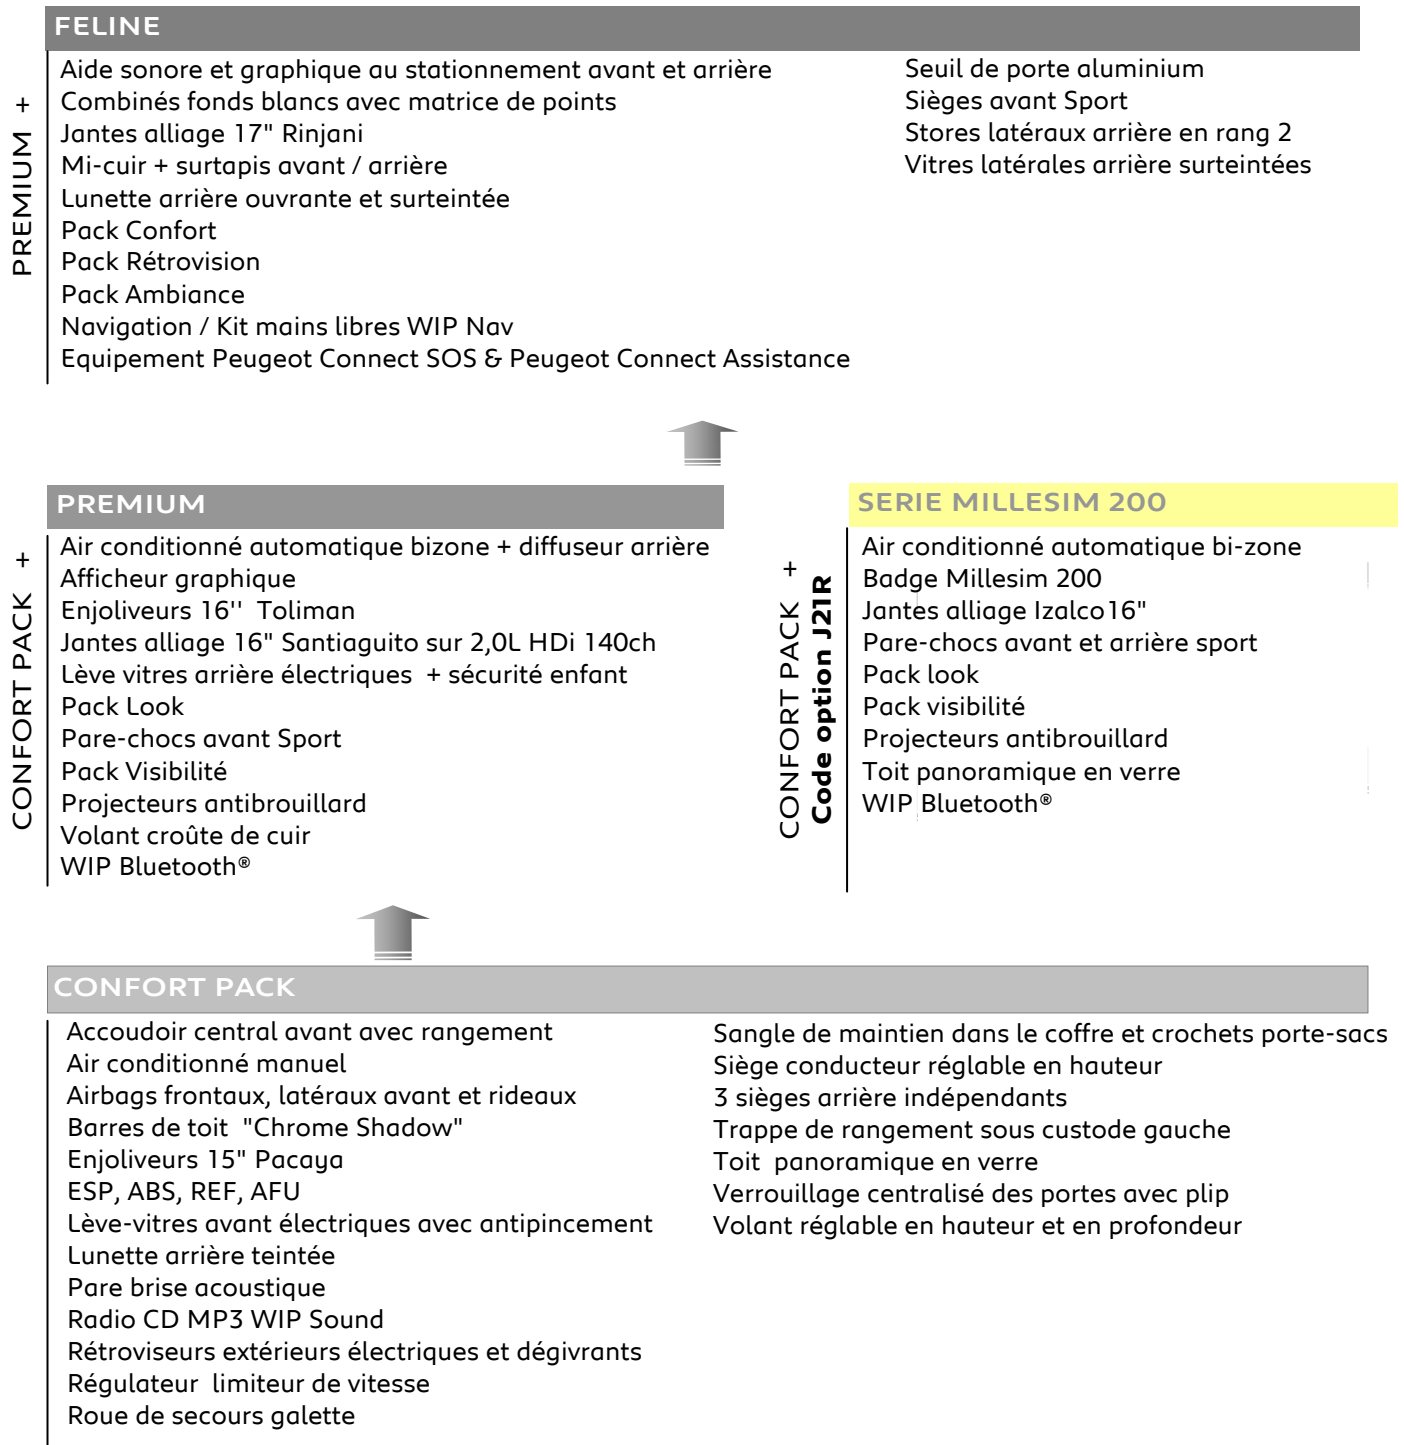 FELINE
PREMIUM +
Aide sonore et graphique au stationnement avant et arrière
Combinés fonds blancs avec matrice de points
Jantes alliage 17" Rinjani
Mi-cuir + surtapis avant / arrière
Lunette arrière ouvrante et surteintée
Pack Confort
Pack Rétrovision
Pack Ambiance
Navigation / Kit mains libres WIP Nav
Equipement Peugeot Connect SOS & Peugeot Connect Assistance
Seuil de porte aluminium
Sièges avant Sport
Stores latéraux arrière en rang 2
Vitres latérales arrière surteintées
PREMIUM
CONFORT PACK +
Air conditionné automatique bizone + diffuseur arrière
Afficheur graphique
Enjoliveurs 16'' Toliman
Jantes alliage 16" Santiaguito sur 2,0L HDi 140ch
Lève vitres arrière électriques + sécurité enfant
Pack Look
Pare-chocs avant Sport
Pack Visibilité
Projecteurs antibrouillard
Volant croûte de cuir
WIP Bluetooth®
SERIE MILLESIM 200
CONFORT PACK +
Code option J21R
Air conditionné automatique bi-zone
Badge Millesim 200
Jantes alliage Izalco16"
Pare-chocs avant et arrière sport
Pack look
Pack visibilité
Projecteurs antibrouillard
Toit panoramique en verre
WIP Bluetooth®
CONFORT PACK
Accoudoir central avant avec rangement
Air conditionné manuel
Airbags frontaux, latéraux avant et rideaux
Barres de toit "Chrome Shadow"
Enjoliveurs 15" Pacaya
ESP, ABS, REF, AFU
Lève-vitres avant électriques avec antipincement
Lunette arrière teintée
Pare brise acoustique
Radio CD MP3 WIP Sound
Rétroviseurs extérieurs électriques et dégivrants
Régulateur limiteur de vitesse
Roue de secours galette
Sangle de maintien dans le coffre et crochets porte-sacs
Siège conducteur réglable en hauteur
3 sièges arrière indépendants
Trappe de rangement sous custode gauche
Toit panoramique en verre
Verrouillage centralisé des portes avec plip
Volant réglable en hauteur et en profondeur